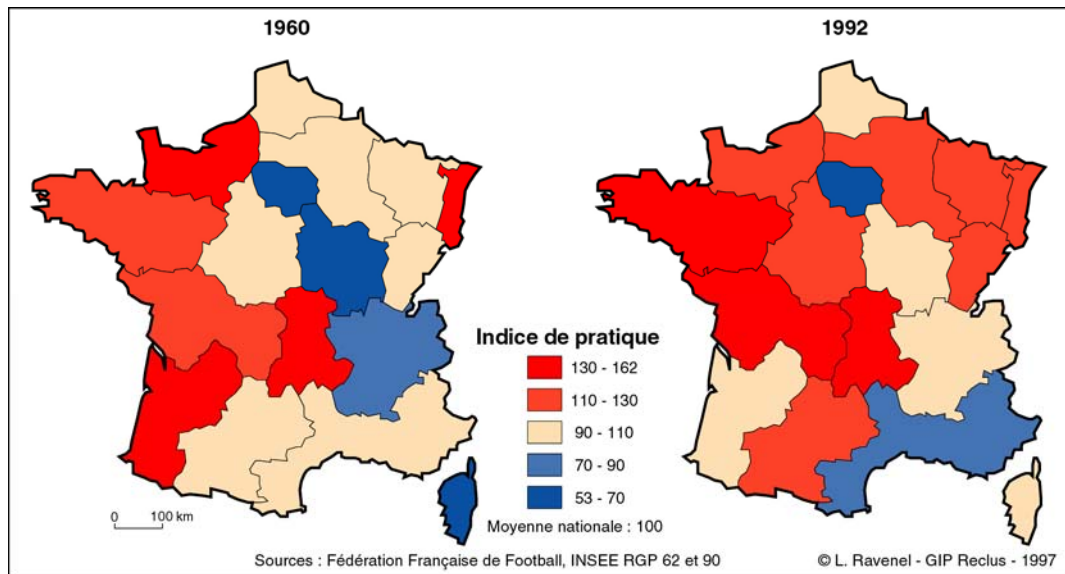 1960
1992
Indice de pratique
130 - 162
110 - 130
90 - 110
70 - 90
53 - 70
Moyenne nationale : 100
0 100 km
Sources : Fédération Française de Football, INSEE RGP 62 et 90
© L. Ravenel - GIP Reclus - 1997